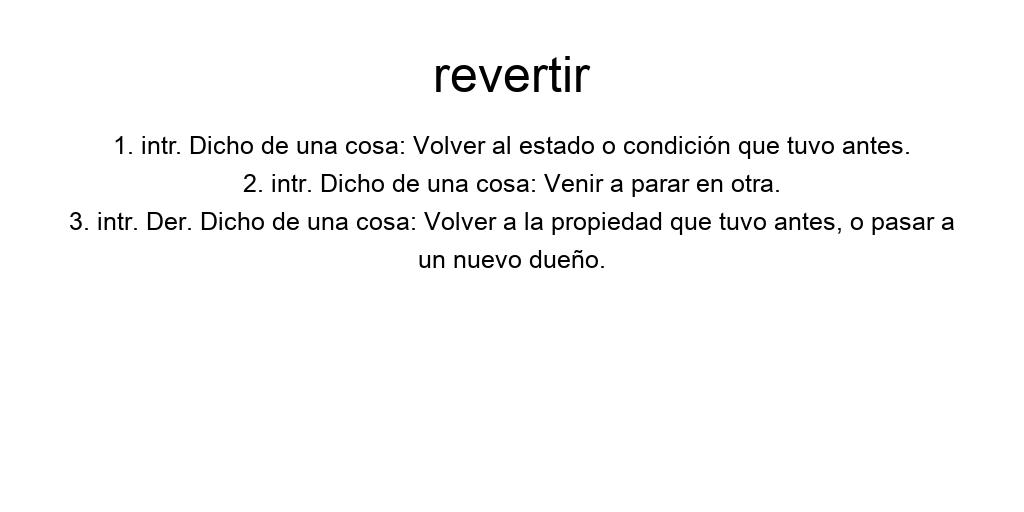 revertir
1. intr. Dicho de una cosa: Volver al estado o condición que tuvo antes.
2. intr. Dicho de una cosa: Venir a parar en otra.
3. intr. Der. Dicho de una cosa: Volver a la propiedad que tuvo antes, o pasar a
un nuevo dueño.